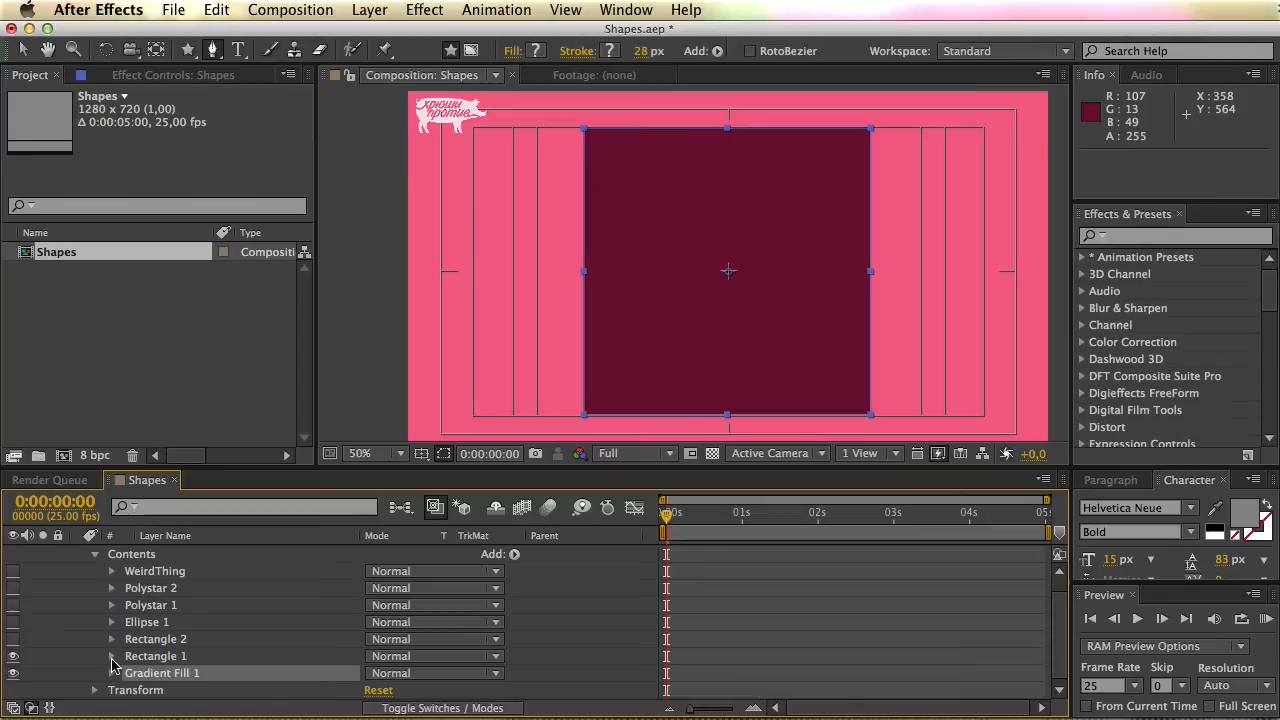 After Effects File Edit Composition Layer Effect Animation View Window Help
Shapes.aep *
T Fill: ? Stroke: ? 28 px Add: RotoBezier Workspace: Standard Search Help
Project Effect Controls: Shapes Composition: Shapes Footage: (none) Info Audio
Shapes
1280 x 720 (1,00)
Δ 0:00:05:00, 25,00 fps
хрюши
против
R : 107
G : 13
B : 49
A : 255
X : 358
Y : 564
Name Type
Shapes Compositi
Effects & Presets
* Animation Presets
3D Channel
Audio
Blur & Sharpen
Channel
Color Correction
Dashwood 3D
DFT Composite Suite Pro
Digieffects FreeForm
Digital Film Tools
Distort
Expression Controls
8 bpc 50% 0:00:00:00 Full Active Camera 1 View +0,0
Render Queue Shapes
0:00:00:00
00000 (25.00 fps)
00s 01s 02s 03s 04s 05s
# Layer Name Mode T TrkMat Parent
Contents Add:
WeirdThing Normal
Polystar 2 Normal
Polystar 1 Normal
Ellipse 1 Normal
Rectangle 2 Normal
Rectangle 1 Normal
Gradient Fill 1 Normal
Transform Reset
Toggle Switches / Modes
Paragraph Character
Helvetica Neue
Bold
15 px 83 px
Preview
RAM Preview Options
Frame Rate Skip Resolution
25 0 Auto
From Current Time Full Screen